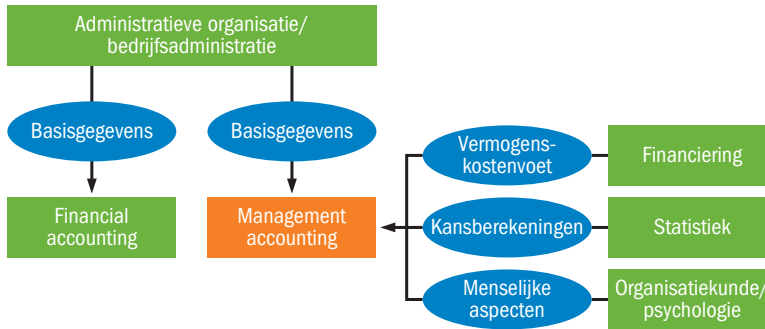 Administratieve organisatie/
bedrijfsadministratie
Basisgegevens
Basisgegevens
Vermogens-
kostenvoet
Financiering
Financial
accounting
Management
accounting
Kansberekeningen
Statistiek
Menselijke
aspecten
Organisatiekunde/
psychologie